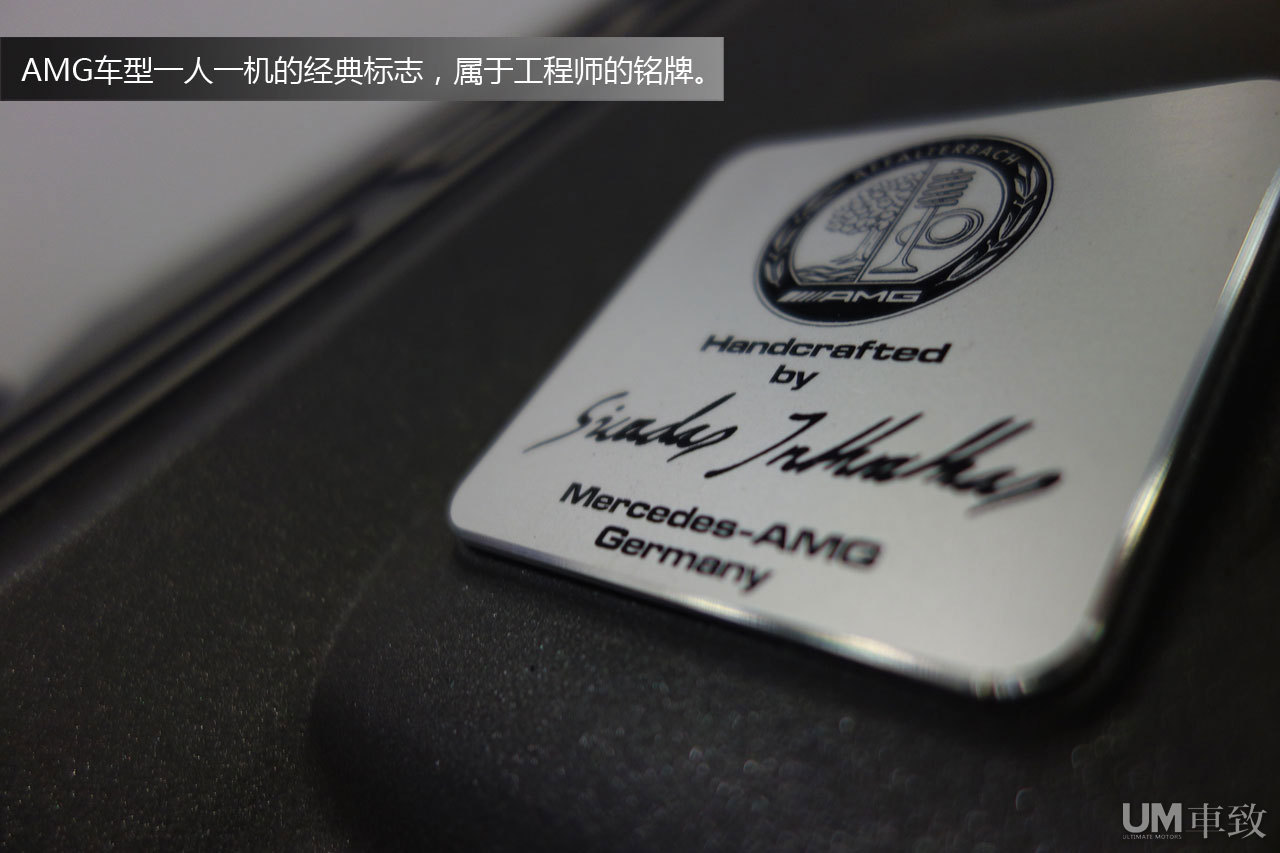 AMG车型一人一机的经典标志，属于工程师的铭牌。
AFFALTERBACH
AMG
Handcrafted
by
Mercedes-AMG
Germany
UM車致
ULTIMATE MOTORS